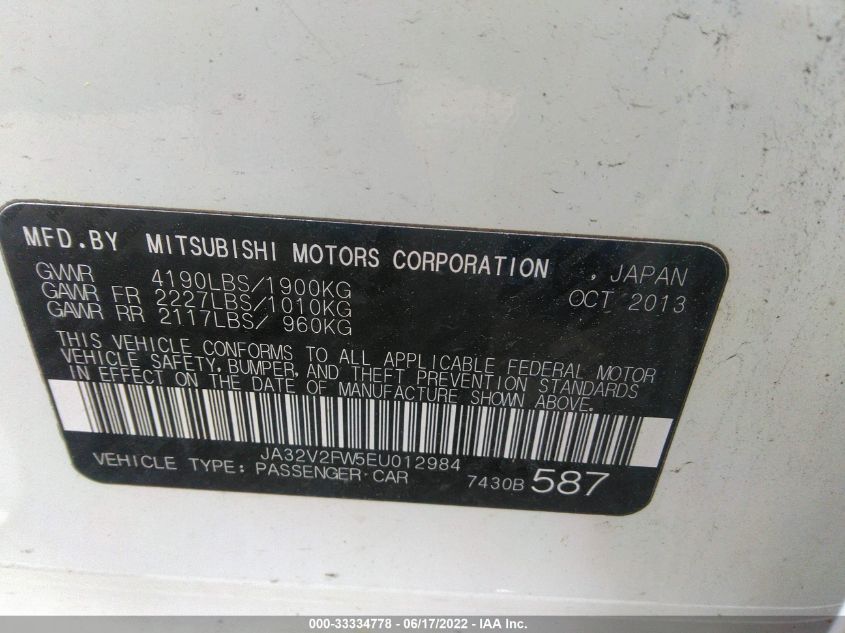 MFD.BY MITSUBISHI MOTORS CORPORATION , JAPAN
GVWR 4190LBS/1900KG OCT 2013
GAWR FR 2227LBS/1010KG
GAWR RR 2117LBS/ 960KG
THIS VEHICLE CONFORMS TO ALL APPLICABLE FEDERAL MOTOR
VEHICLE SAFETY, BUMPER, AND THEFT PREVENTION STANDARDS
IN EFFECT ON THE DATE OF MANUFACTURE SHOWN ABOVE.
JA32V2FW5EU012984
VEHICLE TYPE: PASSENGER·CAR 7430B 587
000-33334778 - 06/17/2022 - IAA Inc.